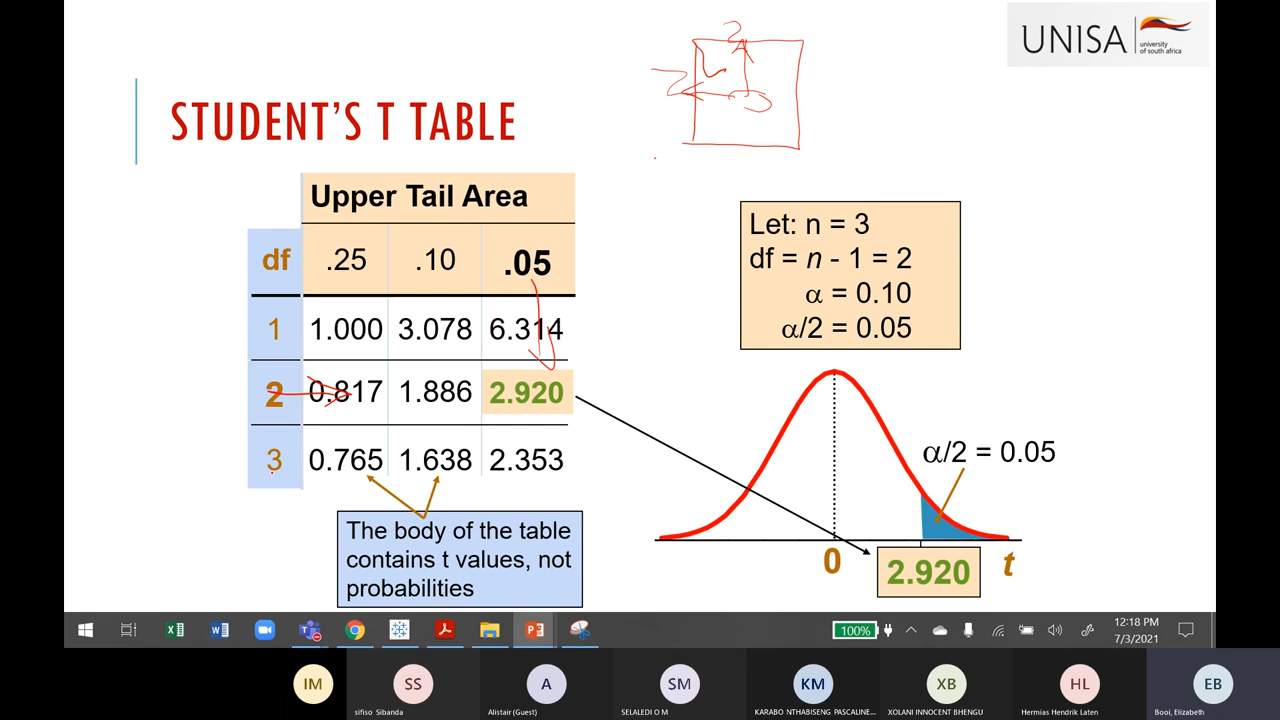 UNISA
university
of south africa
STUDENT'S T TABLE
Upper Tail Area
df .25 .10 .05
1 1.000 3.078 6.314
2 0.817 1.886 2.920
3 0.765 1.638 2.353
The body of the table
contains t values, not
probabilities
Let: n = 3
df = n - 1 = 2
α = 0.10
α/2 = 0.05
α/2 = 0.05
0 2.920 t
100%
12:18 PM
7/3/2021
IM SS A SM KM XB HL EB
sifiso Sibanda Alistair (Guest) SELALEDI O M KARABO NTHABISENG PASCALINE... XOLANI INNOCENT BHENGU Hermias Hendrik Laten Booi, Elizabeth